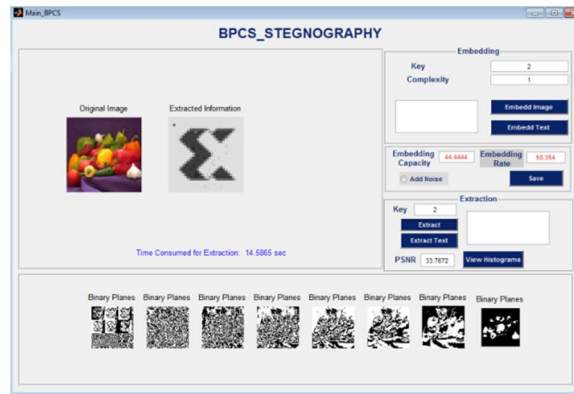 Main_BPCS
BPCS_STEGNOGRAPHY
Original Image
Extracted Information
Time Consumed for Extraction: 14.5865 sec
Embedding
Key 2
Complexity 1
Embedd Image
Embedd Text
Embedding Capacity 44.4444 Embedding Rate 50.354
Add Noise
Save
Extraction
Key 2
Extract
Extract Text
PSNR 33.7672 View Histograms
Binary Planes Binary Planes Binary Planes Binary Planes Binary Planes Binary Planes Binary Planes Binary Planes